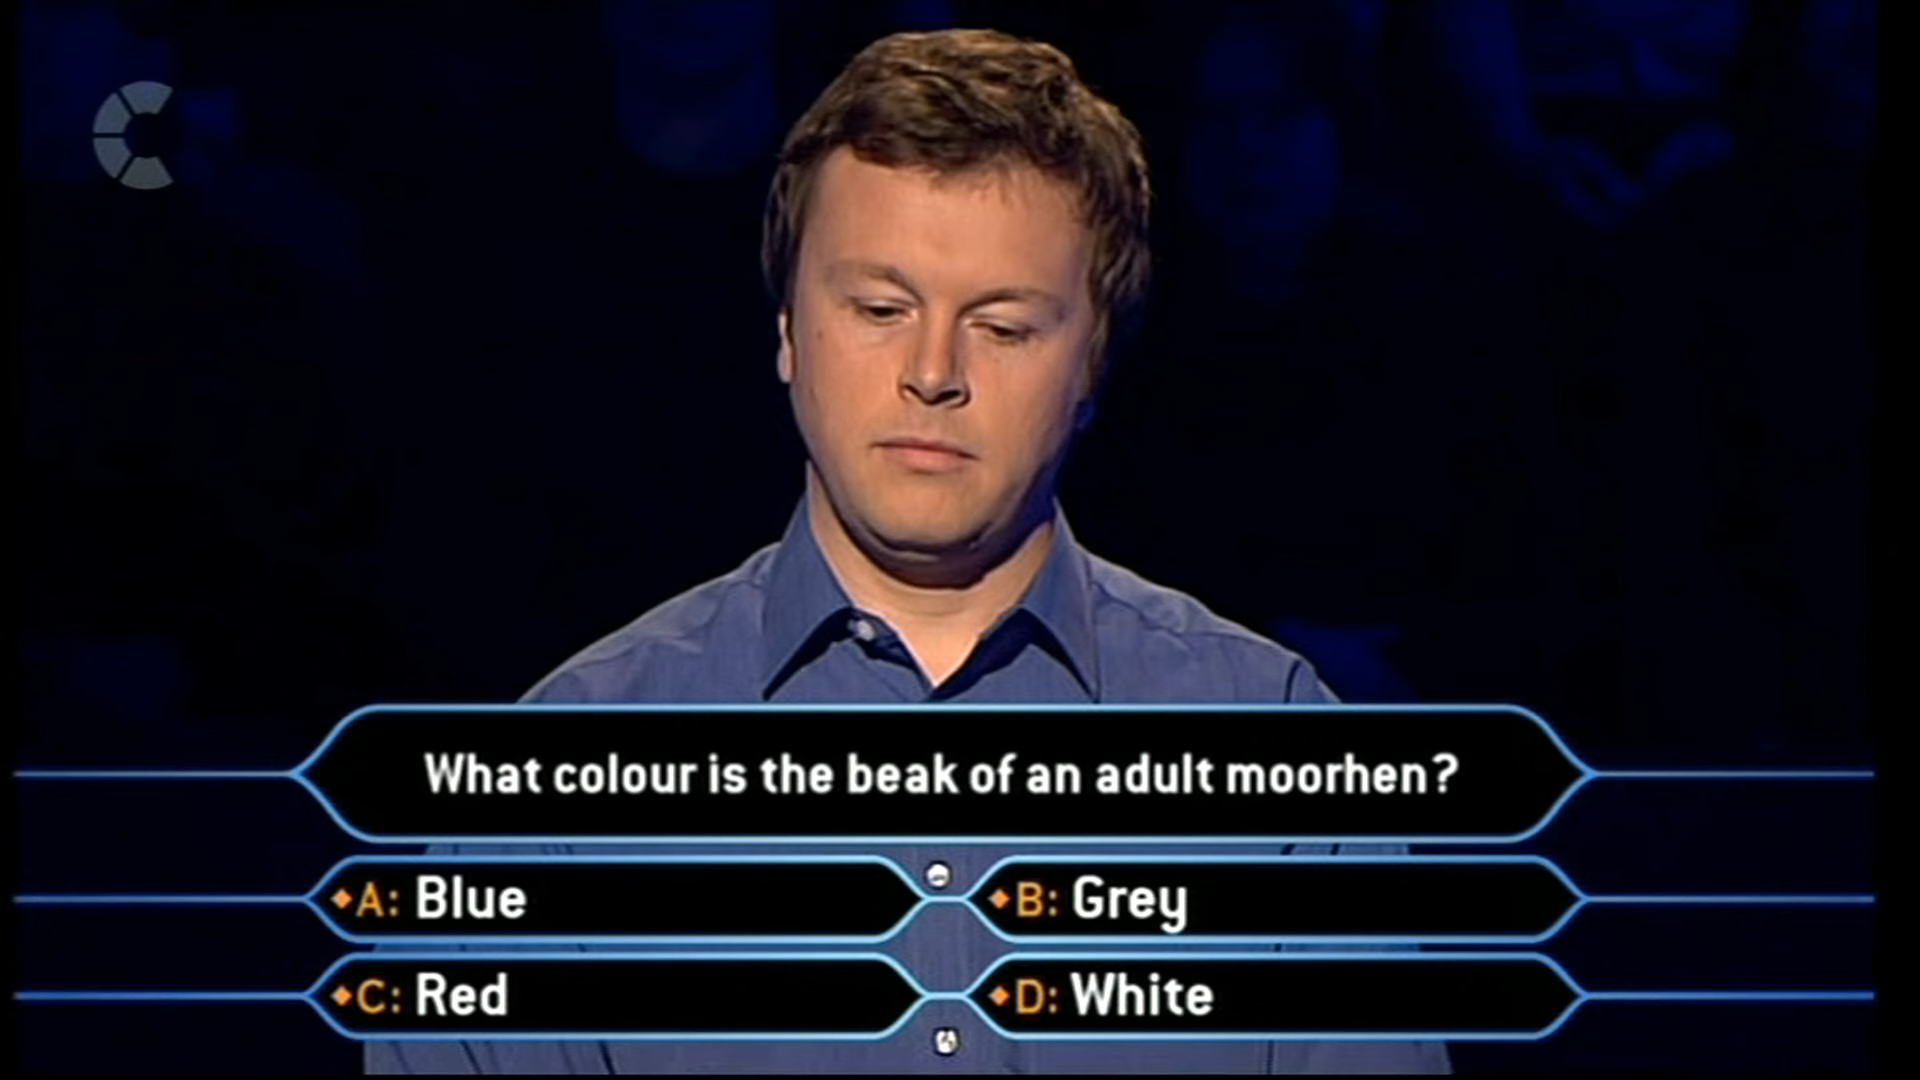 What colour is the beak of an adult moorhen?
A: Blue
B: Grey
C: Red
D: White